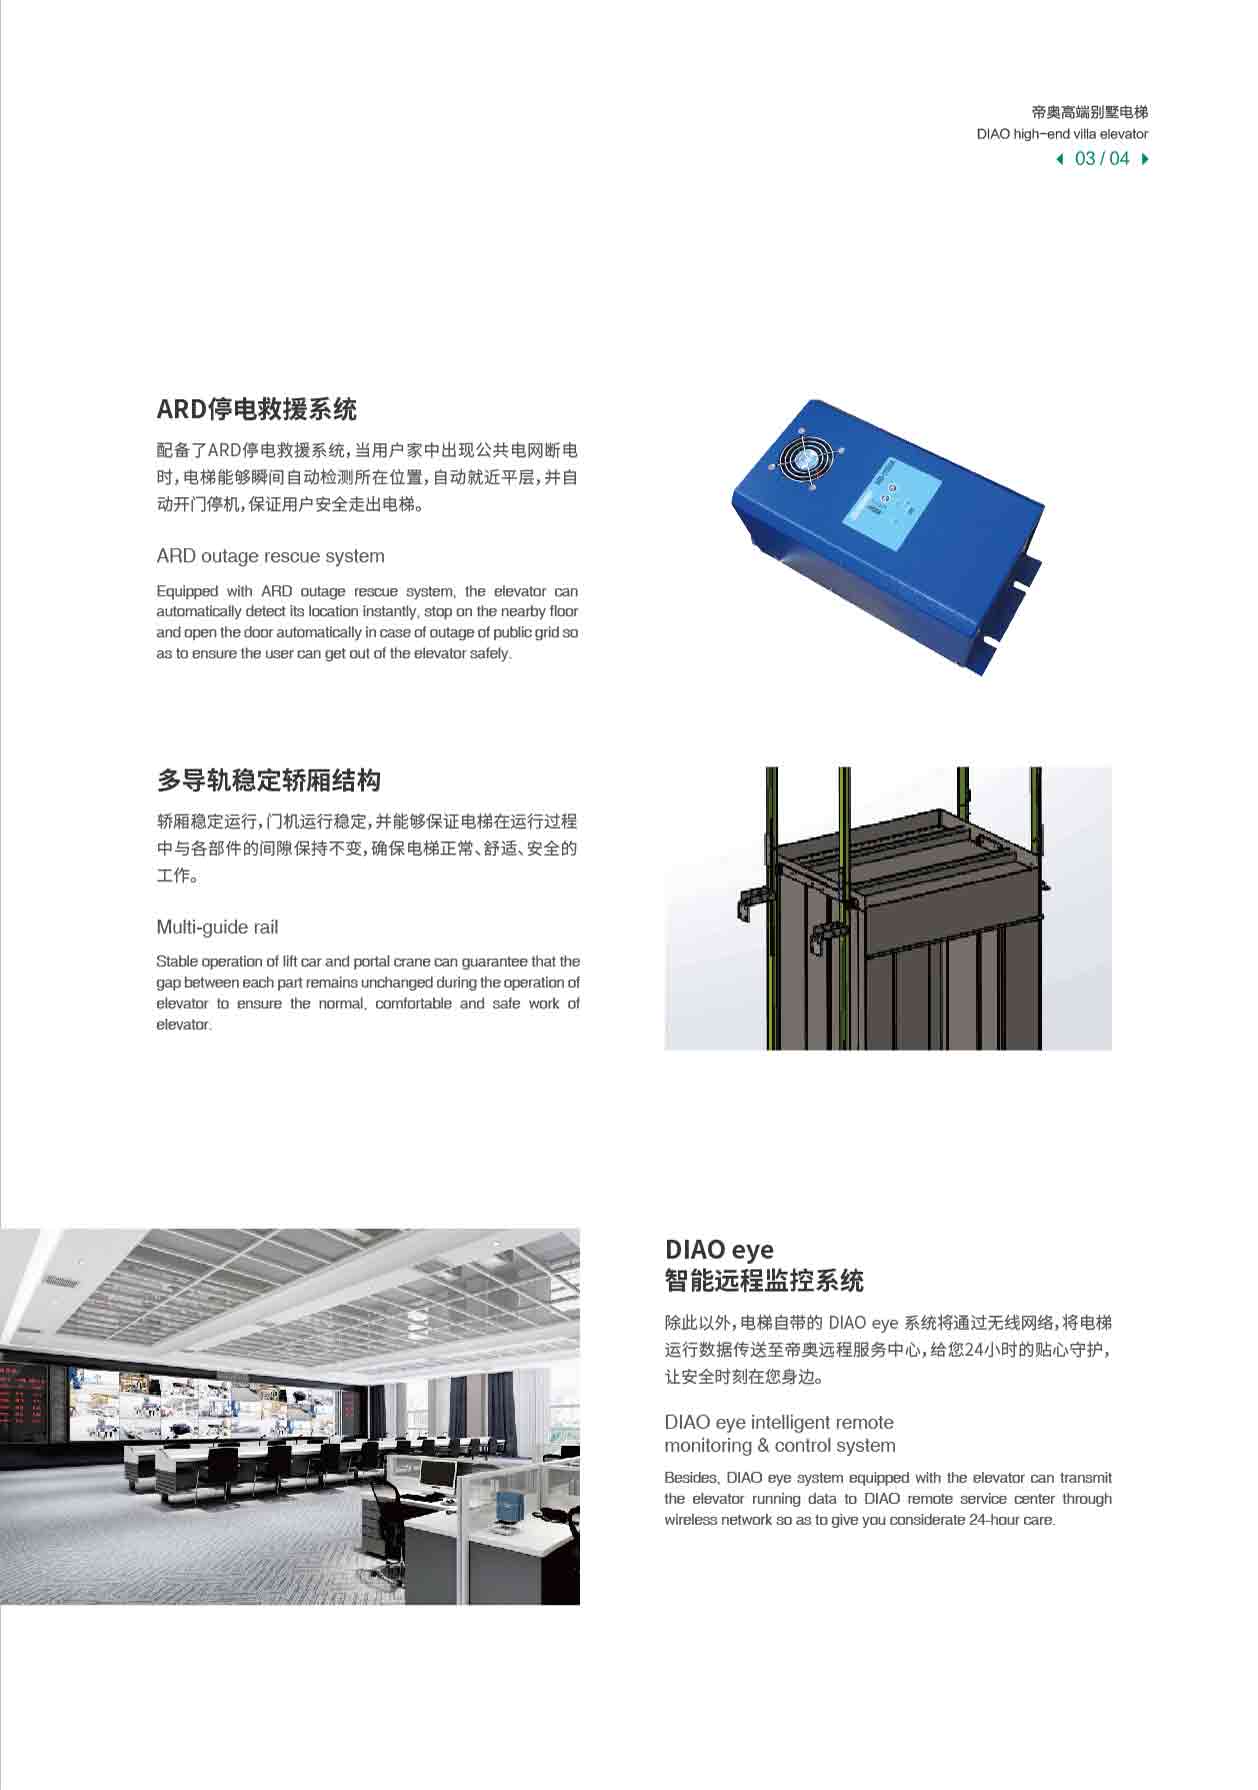 帝奥高端别墅电梯
DIAO high-end villa elevator
03 / 04
ARD停电救援系统
配备了ARD停电救援系统，当用户家中出现公共电网断电
时，电梯能够瞬间自动检测所在位置，自动就近平层，并自
动开门停机，保证用户安全走出电梯。
ARD outage rescue system
Equipped with ARD outage rescue system, the elevator can
automatically detect its location instantly, stop on the nearby floor
and open the door automatically in case of outage of public grid so
as to ensure the user can get out of the elevator safely.
多导轨稳定轿厢结构
轿厢稳定运行，门机运行稳定，并能够保证电梯在运行过程
中与各部件的间隙保持不变，确保电梯正常、舒适、安全的
工作。
Multi-guide rail
Stable operation of lift car and portal crane can guarantee that the
gap between each part remains unchanged during the operation of
elevator to ensure the normal, comfortable and safe work of
elevator.
DIAO eye
智能远程监控系统
除此以外，电梯自带的 DIAO eye 系统将通过无线网络，将电梯
运行数据传送至帝奥远程服务中心，给您24小时的贴心守护，
让安全时刻在您身边。
DIAO eye intelligent remote
monitoring & control system
Besides, DIAO eye system equipped with the elevator can transmit
the elevator running data to DIAO remote service center through
wireless network so as to give you considerate 24-hour care.